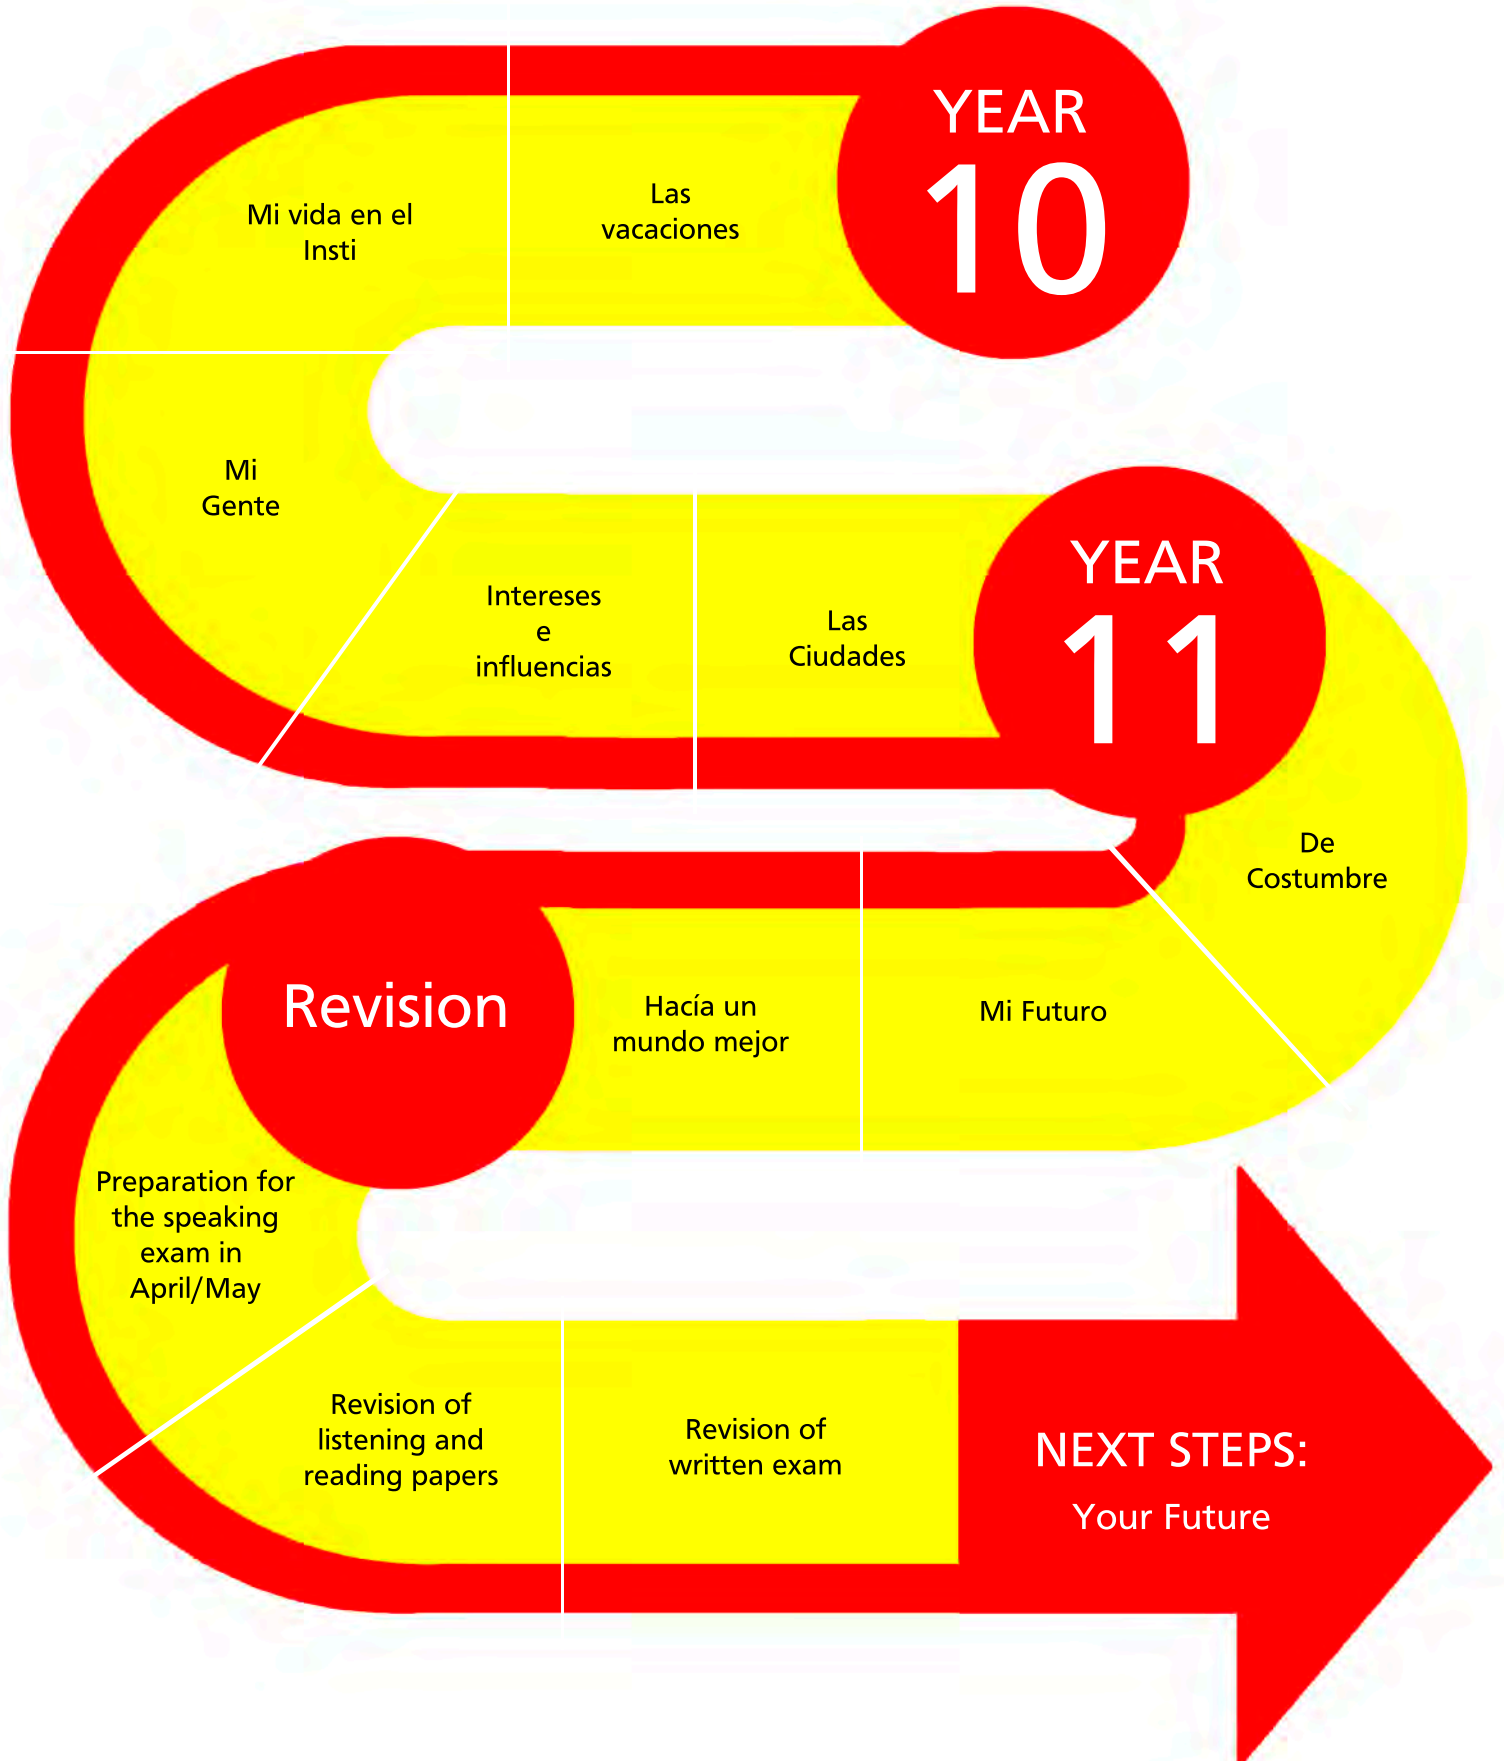 YEAR
10
Las
vacaciones
Mi vida en el
Insti
Mi
Gente
Intereses
e
influencias
Las
Ciudades
YEAR
11
De
Costumbre
Mi Futuro
Hacía un
mundo mejor
Revision
Preparation for
the speaking
exam in
April/May
Revision of
listening and
reading papers
Revision of
written exam
NEXT STEPS:
Your Future